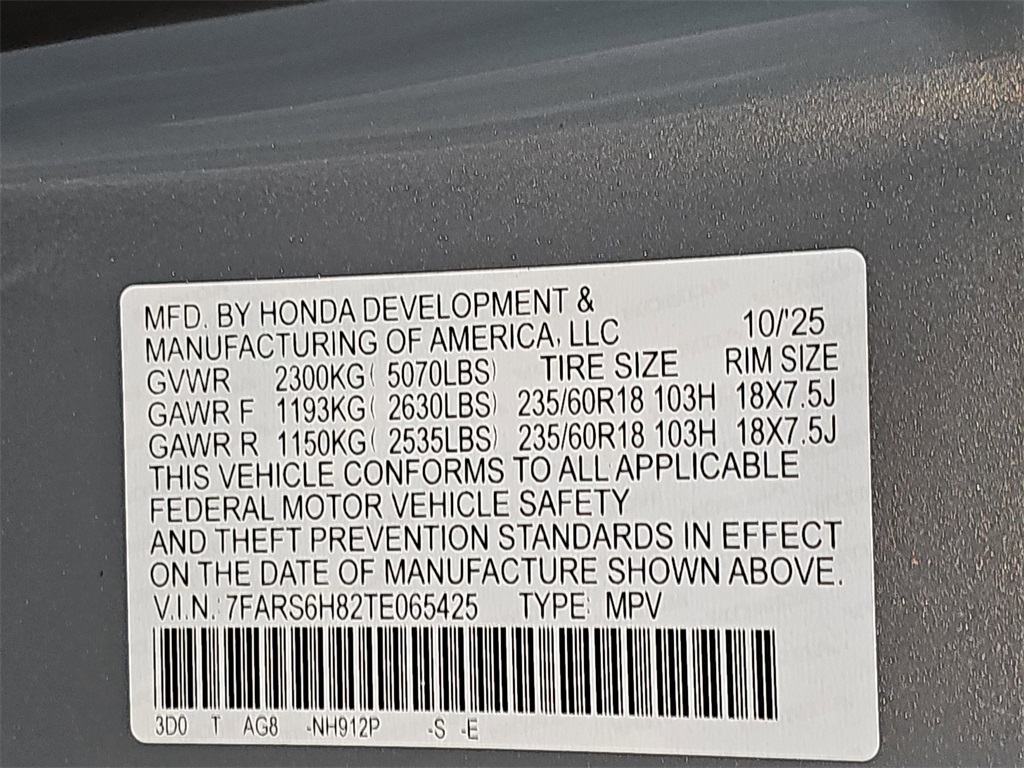 MFD. BY HONDA DEVELOPMENT &
MANUFACTURING OF AMERICA, LLC 10/'25
GVWR 2300KG( 5070LBS) TIRE SIZE RIM SIZE
GAWR F 1193KG( 2630LBS) 235/60R18 103H 18X7.5J
GAWR R 1150KG( 2535LBS) 235/60R18 103H 18X7.5J
THIS VEHICLE CONFORMS TO ALL APPLICABLE
FEDERAL MOTOR VEHICLE SAFETY
AND THEFT PREVENTION STANDARDS IN EFFECT
ON THE DATE OF MANUFACTURE SHOWN ABOVE.
V.I.N.: 7FARS6H82TE065425 TYPE: MPV
3D0 T AG8 -NH912P -S -E